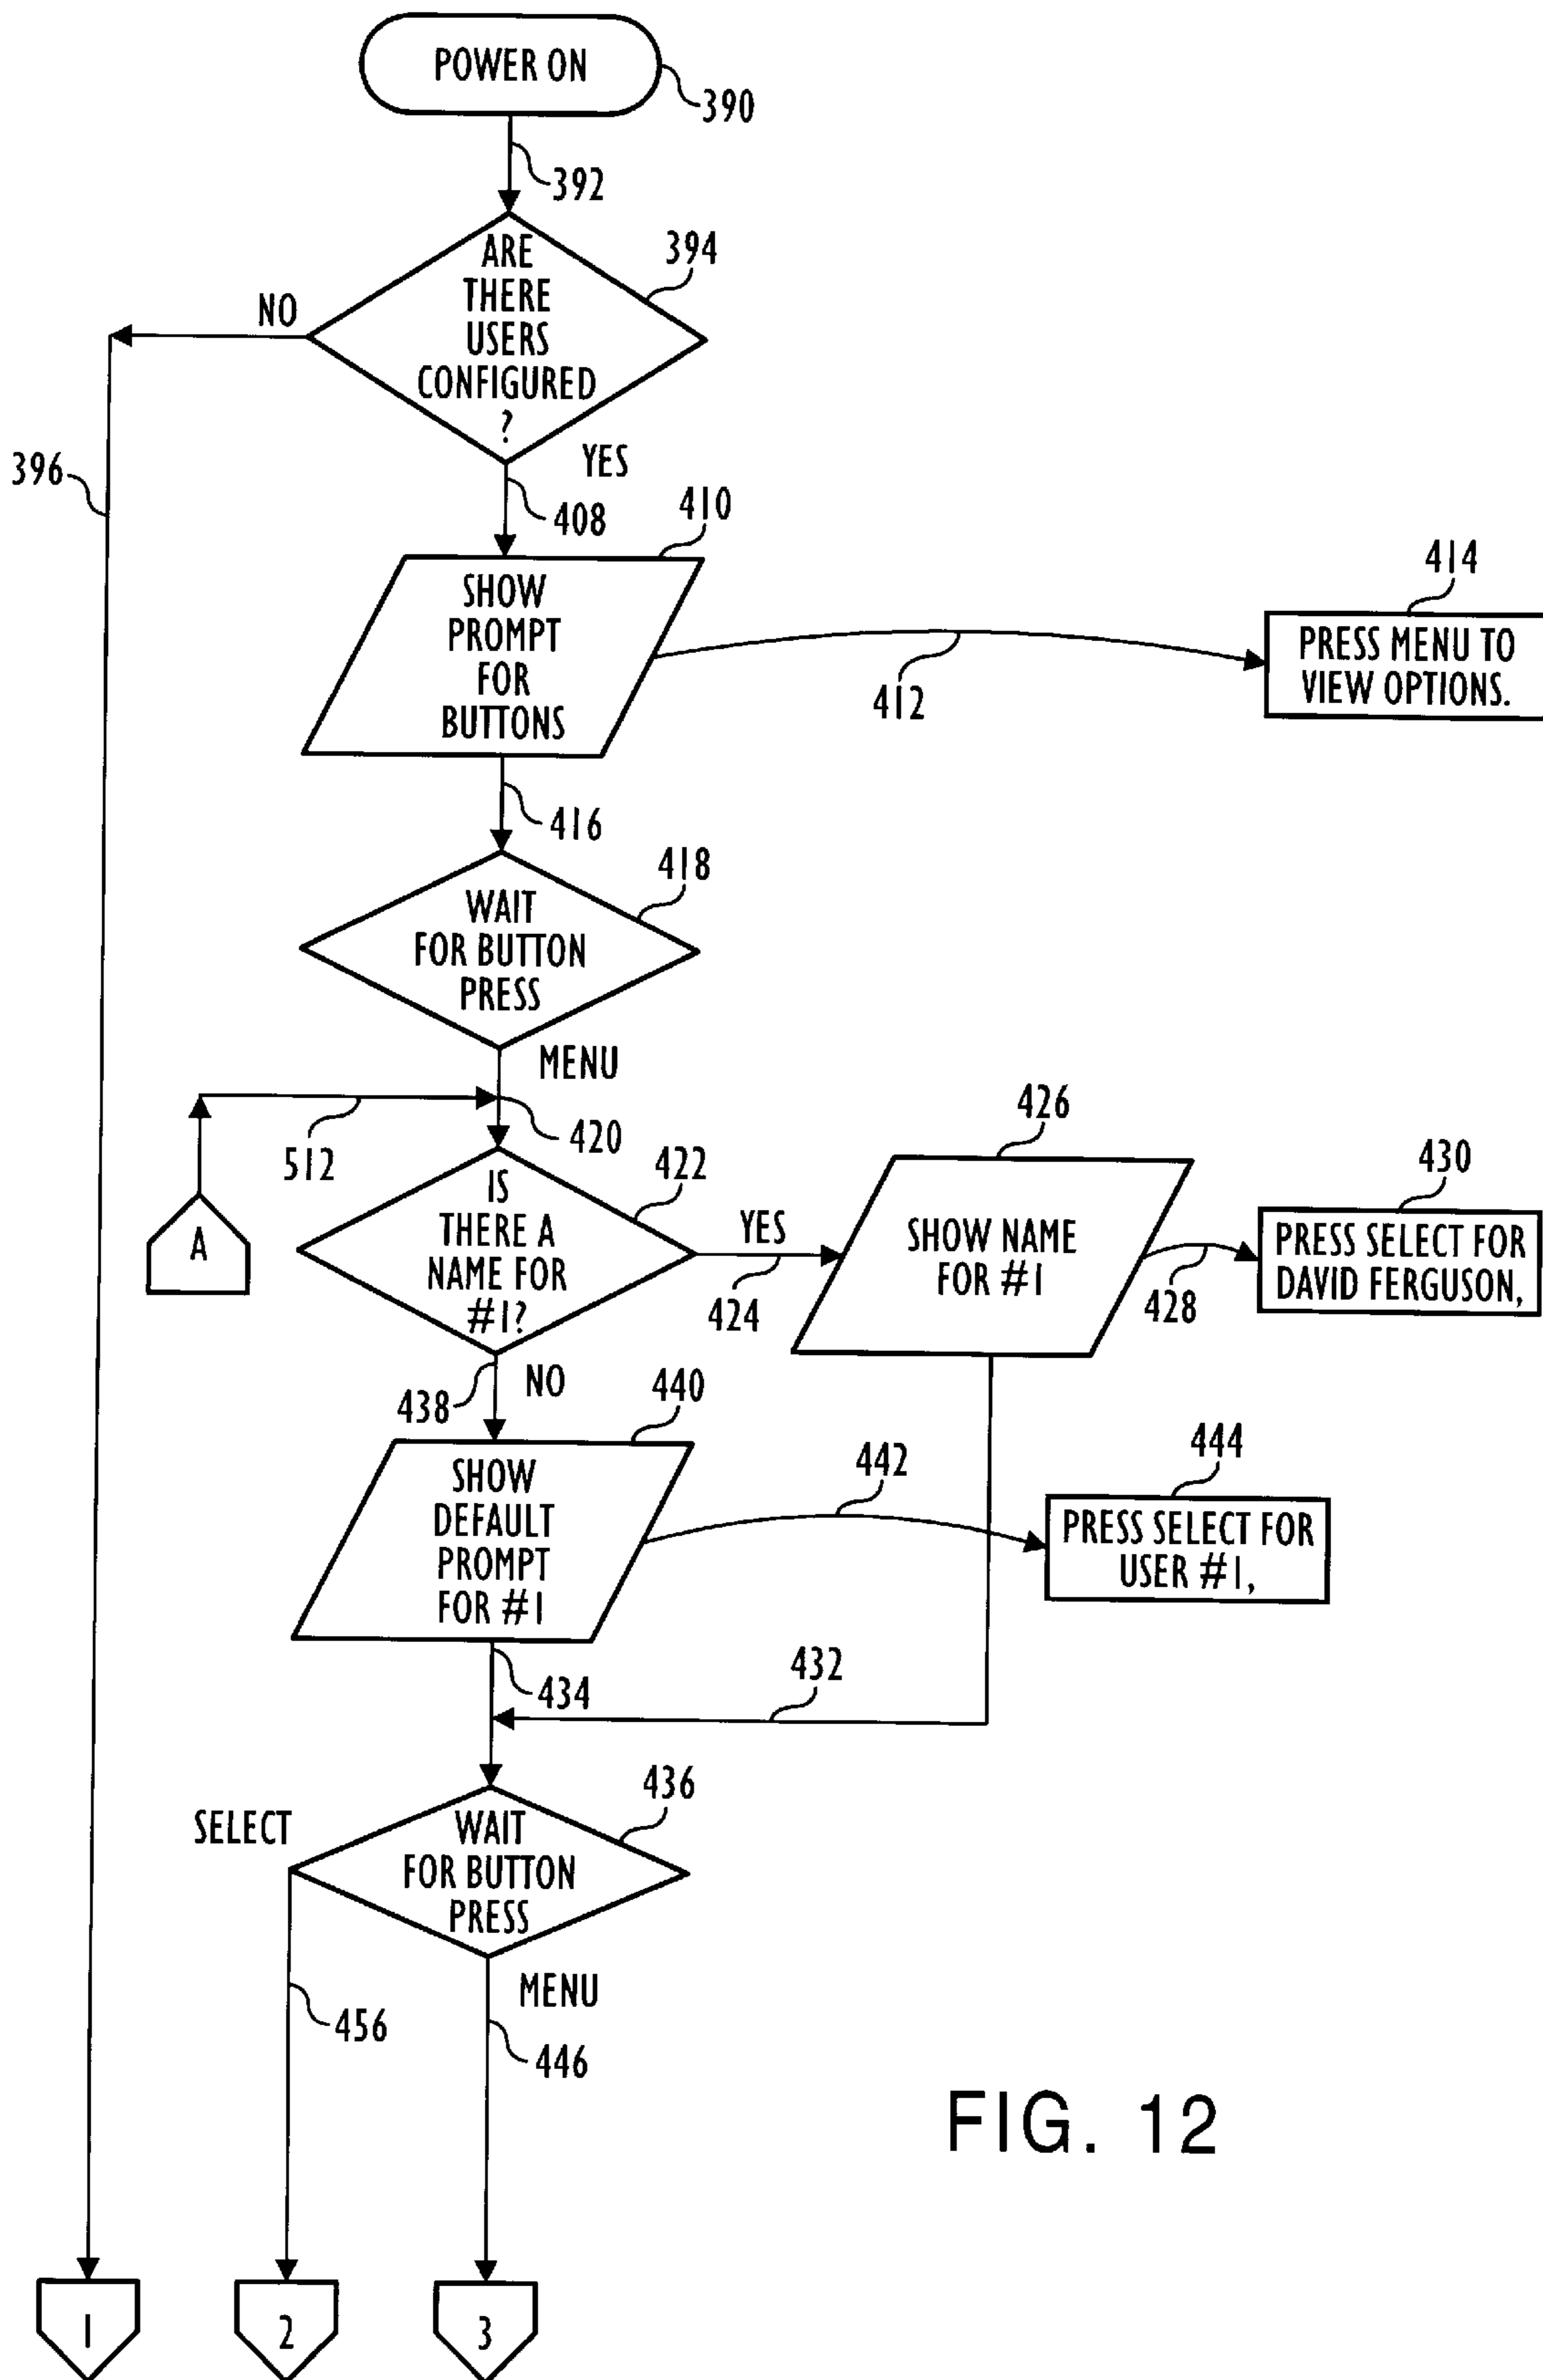 POWER ON
390
392
ARE
THERE
USERS
CONFIGURED
?
394
NO
YES
396
408
410
SHOW
PROMPT
FOR
BUTTONS
412
414
PRESS MENU TO
VIEW OPTIONS.
416
418
WAIT
FOR BUTTON
PRESS
MENU
420
512
A
422
IS
THERE A
NAME FOR
#1?
YES
424
426
SHOW NAME
FOR #1
428
430
PRESS SELECT FOR
DAVID FERGUSON,
438
NO
440
SHOW
DEFAULT
PROMPT
FOR #1
442
444
PRESS SELECT FOR
USER #1,
434
432
436
SELECT
WAIT
FOR BUTTON
PRESS
MENU
456
446
FIG. 12
1
2
3